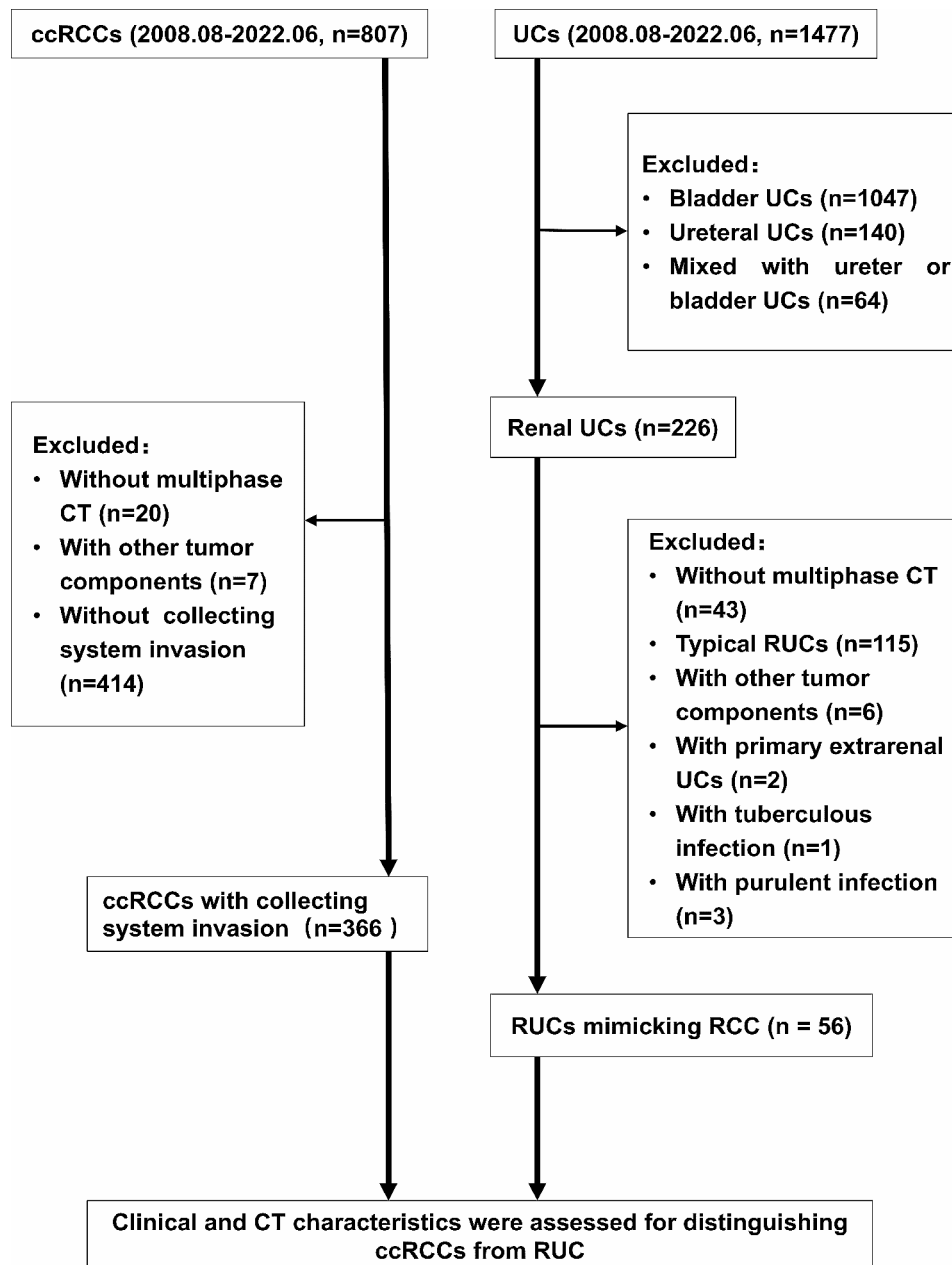 ccRCCs (2008.08-2022.06, n=807)
UCs (2008.08-2022.06, n=1477)
Excluded：
• Bladder UCs (n=1047)
• Ureteral UCs (n=140)
• Mixed with ureter or
bladder UCs (n=64)
Renal UCs (n=226)
Excluded：
• Without multiphase
CT (n=20)
• With other tumor
components (n=7)
• Without collecting
system invasion
(n=414)
Excluded：
• Without multiphase CT
(n=43)
• Typical RUCs (n=115)
• With other tumor
components (n=6)
• With primary extrarenal
UCs (n=2)
• With tuberculous
infection (n=1)
• With purulent infection
(n=3)
ccRCCs with collecting
system invasion（n=366 ）
RUCs mimicking RCC (n = 56)
Clinical and CT characteristics were assessed for distinguishing
ccRCCs from RUC